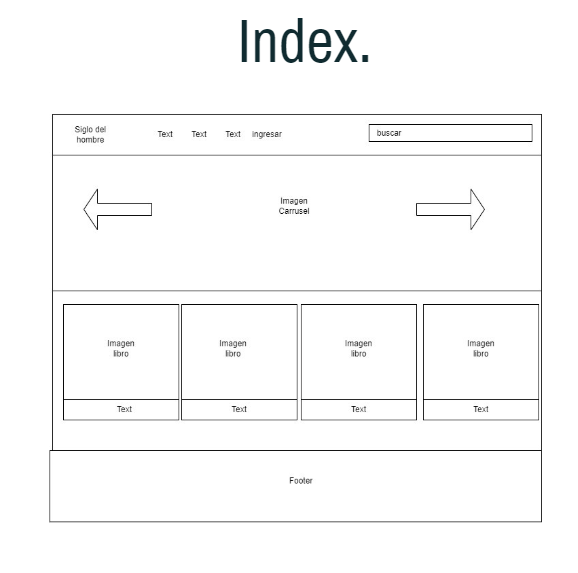 Index.
Siglo del
hombre
Text
Text
Text
ingresar
buscar
Imagen
Carrusel
Imagen
libro
Imagen
libro
Imagen
libro
Imagen
libro
Text
Text
Text
Text
Footer